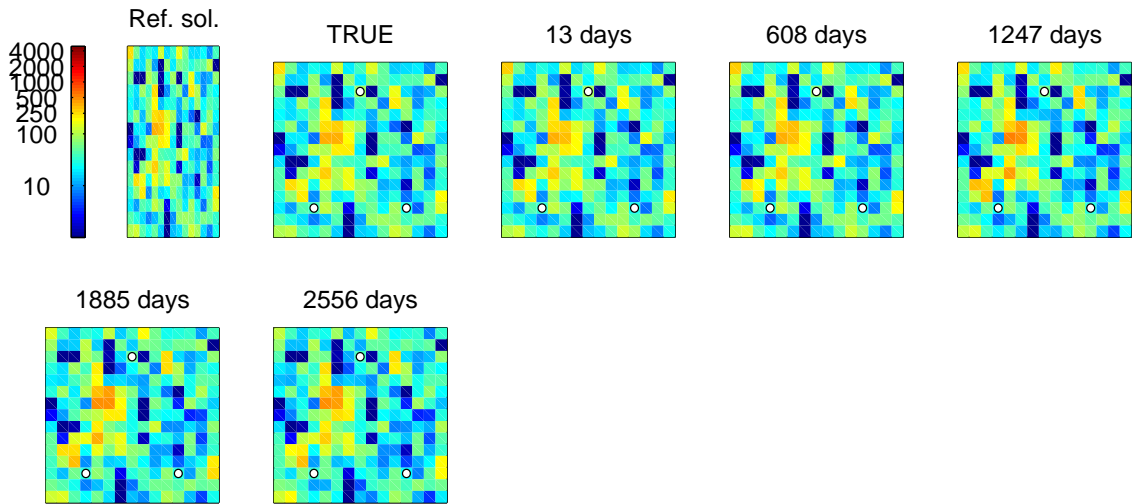 Ref. sol.
TRUE
13 days
608 days
1247 days
4000
2000
1000
500
250
100
10
1885 days
2556 days